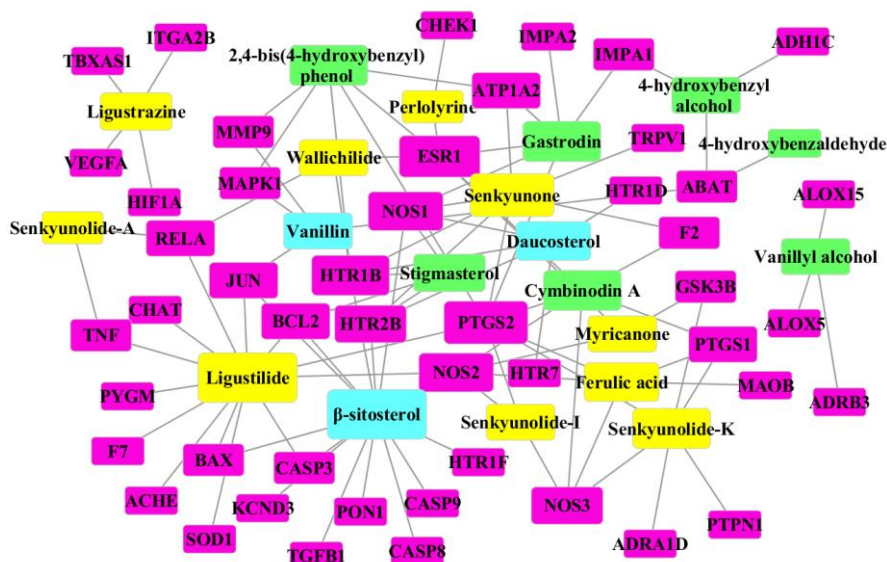 CHEK1
ITGA2B
IMPA2
TBXAS1
2,4-bis(4-hydroxybenzyl)
phenol
IMPA1
ADH1C
ATP1A2
4-hydroxybenzyl
alcohol
Ligustrazine
Perlolyrine
MMP9
Gastrodin
TRPV1
4-hydroxybenzaldehyde
VEGFA
Wallichilide
ESR1
MAPK1
Senkyunone
HTR1D
ABAT
ALOX15
HIF1A
NOS1
Senkyunolide-A
RELA
Vanillin
Daucosterol
F2
Vanillyl alcohol
JUN
HTR1B
Stigmasterol
Cymbinodin A
GSK3B
CHAT
BCL2
HTR2B
PTGS2
ALOX5
TNF
Myricanone
PTGS1
Ligustilide
NOS2
HTR7
Ferulic acid
MAOB
PYGM
ADRB3
β-sitosterol
Senkyunolide-I
Senkyunolide-K
F7
BAX
CASP3
HTR1F
ACHE
KCND3
PON1
CASP9
NOS3
SOD1
PTPN1
TGFB1
CASP8
ADRA1D